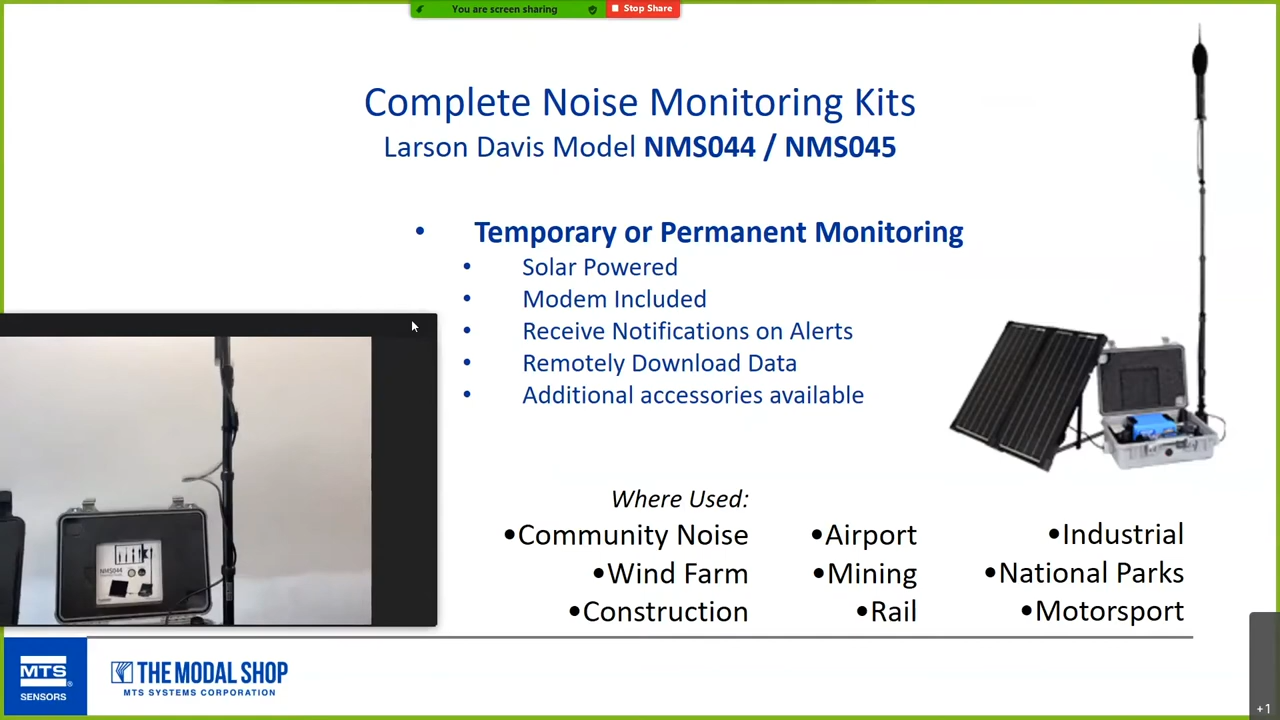 You are screen sharing
Stop Share
Complete Noise Monitoring Kits
Larson Davis Model NMS044 / NMS045
• Temporary or Permanent Monitoring
• Solar Powered
• Modem Included
• Receive Notifications on Alerts
• Remotely Download Data
• Additional accessories available
Where Used:
•Community Noise •Airport •Industrial
•Wind Farm •Mining •National Parks
•Construction •Rail •Motorsport
NMS044
MTS®
SENSORS
THE MODAL SHOP
MTS SYSTEMS CORPORATION
+1